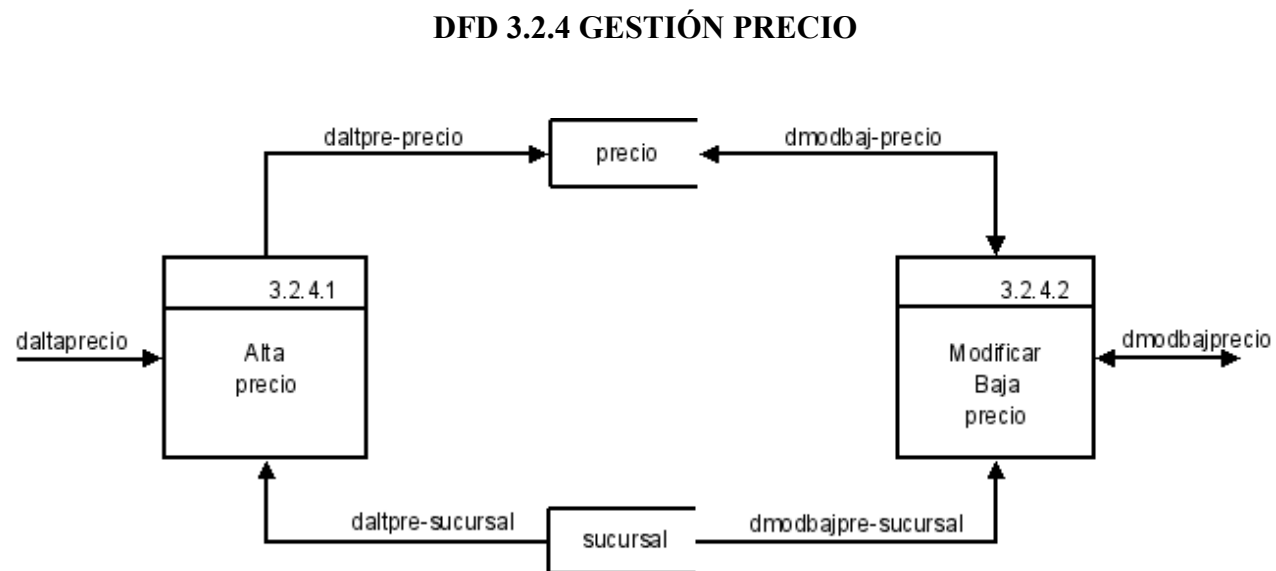 DFD 3.2.4 GESTIÓN PRECIO
daltpre-precio
precio
dmodbaj-precio
3.2.4.1
3.2.4.2
daltaprecio
Alta
precio
Modificar
Baja
precio
dmodbajprecio
daltpre-sucursal
sucursal
dmodbajpre-sucursal